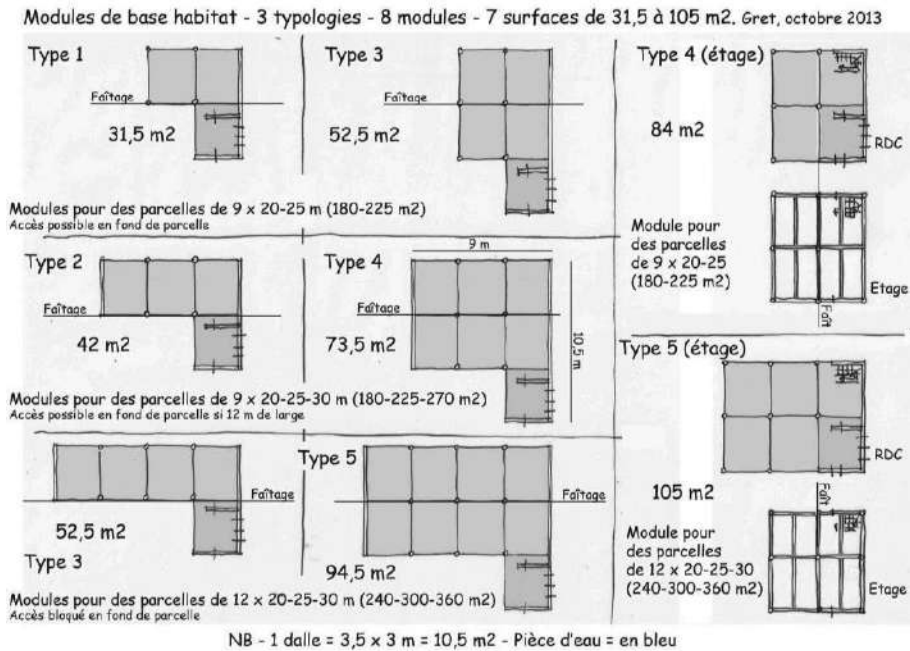 Modules de base habitat - 3 typologies - 8 modules - 7 surfaces de 31,5 à 105 m2. Gret, octobre 2013
Type 1
Faîtage
31,5 m2
Type 3
Faîtage
52,5 m2
Modules pour des parcelles de 9 x 20-25 m (180-225 m2)
Accès possible en fond de parcelle
Type 2
Faîtage
42 m2
Type 4
9 m
Faîtage
73,5 m2
10,5 m
Modules pour des parcelles de 9 x 20-25-30 m (180-225-270 m2)
Accès possible en fond de parcelle si 12 m de large
Faîtage
52,5 m2
Type 3
Type 5
Faîtage
94,5 m2
Modules pour des parcelles de 12 x 20-25-30 m (240-300-360 m2)
Accès bloqué en fond de parcelle
Type 4 (étage)
84 m2
RDC
Module pour
des parcelles
de 9 x 20-25
(180-225 m2)
Etage
Faît
Type 5 (étage)
RDC
105 m2
Faît
Module pour
des parcelles
de 12 x 20-25-30
(240-300-360 m2)
Etage
NB - 1 dalle = 3,5 x 3 m = 10,5 m2 - Pièce d'eau = en bleu